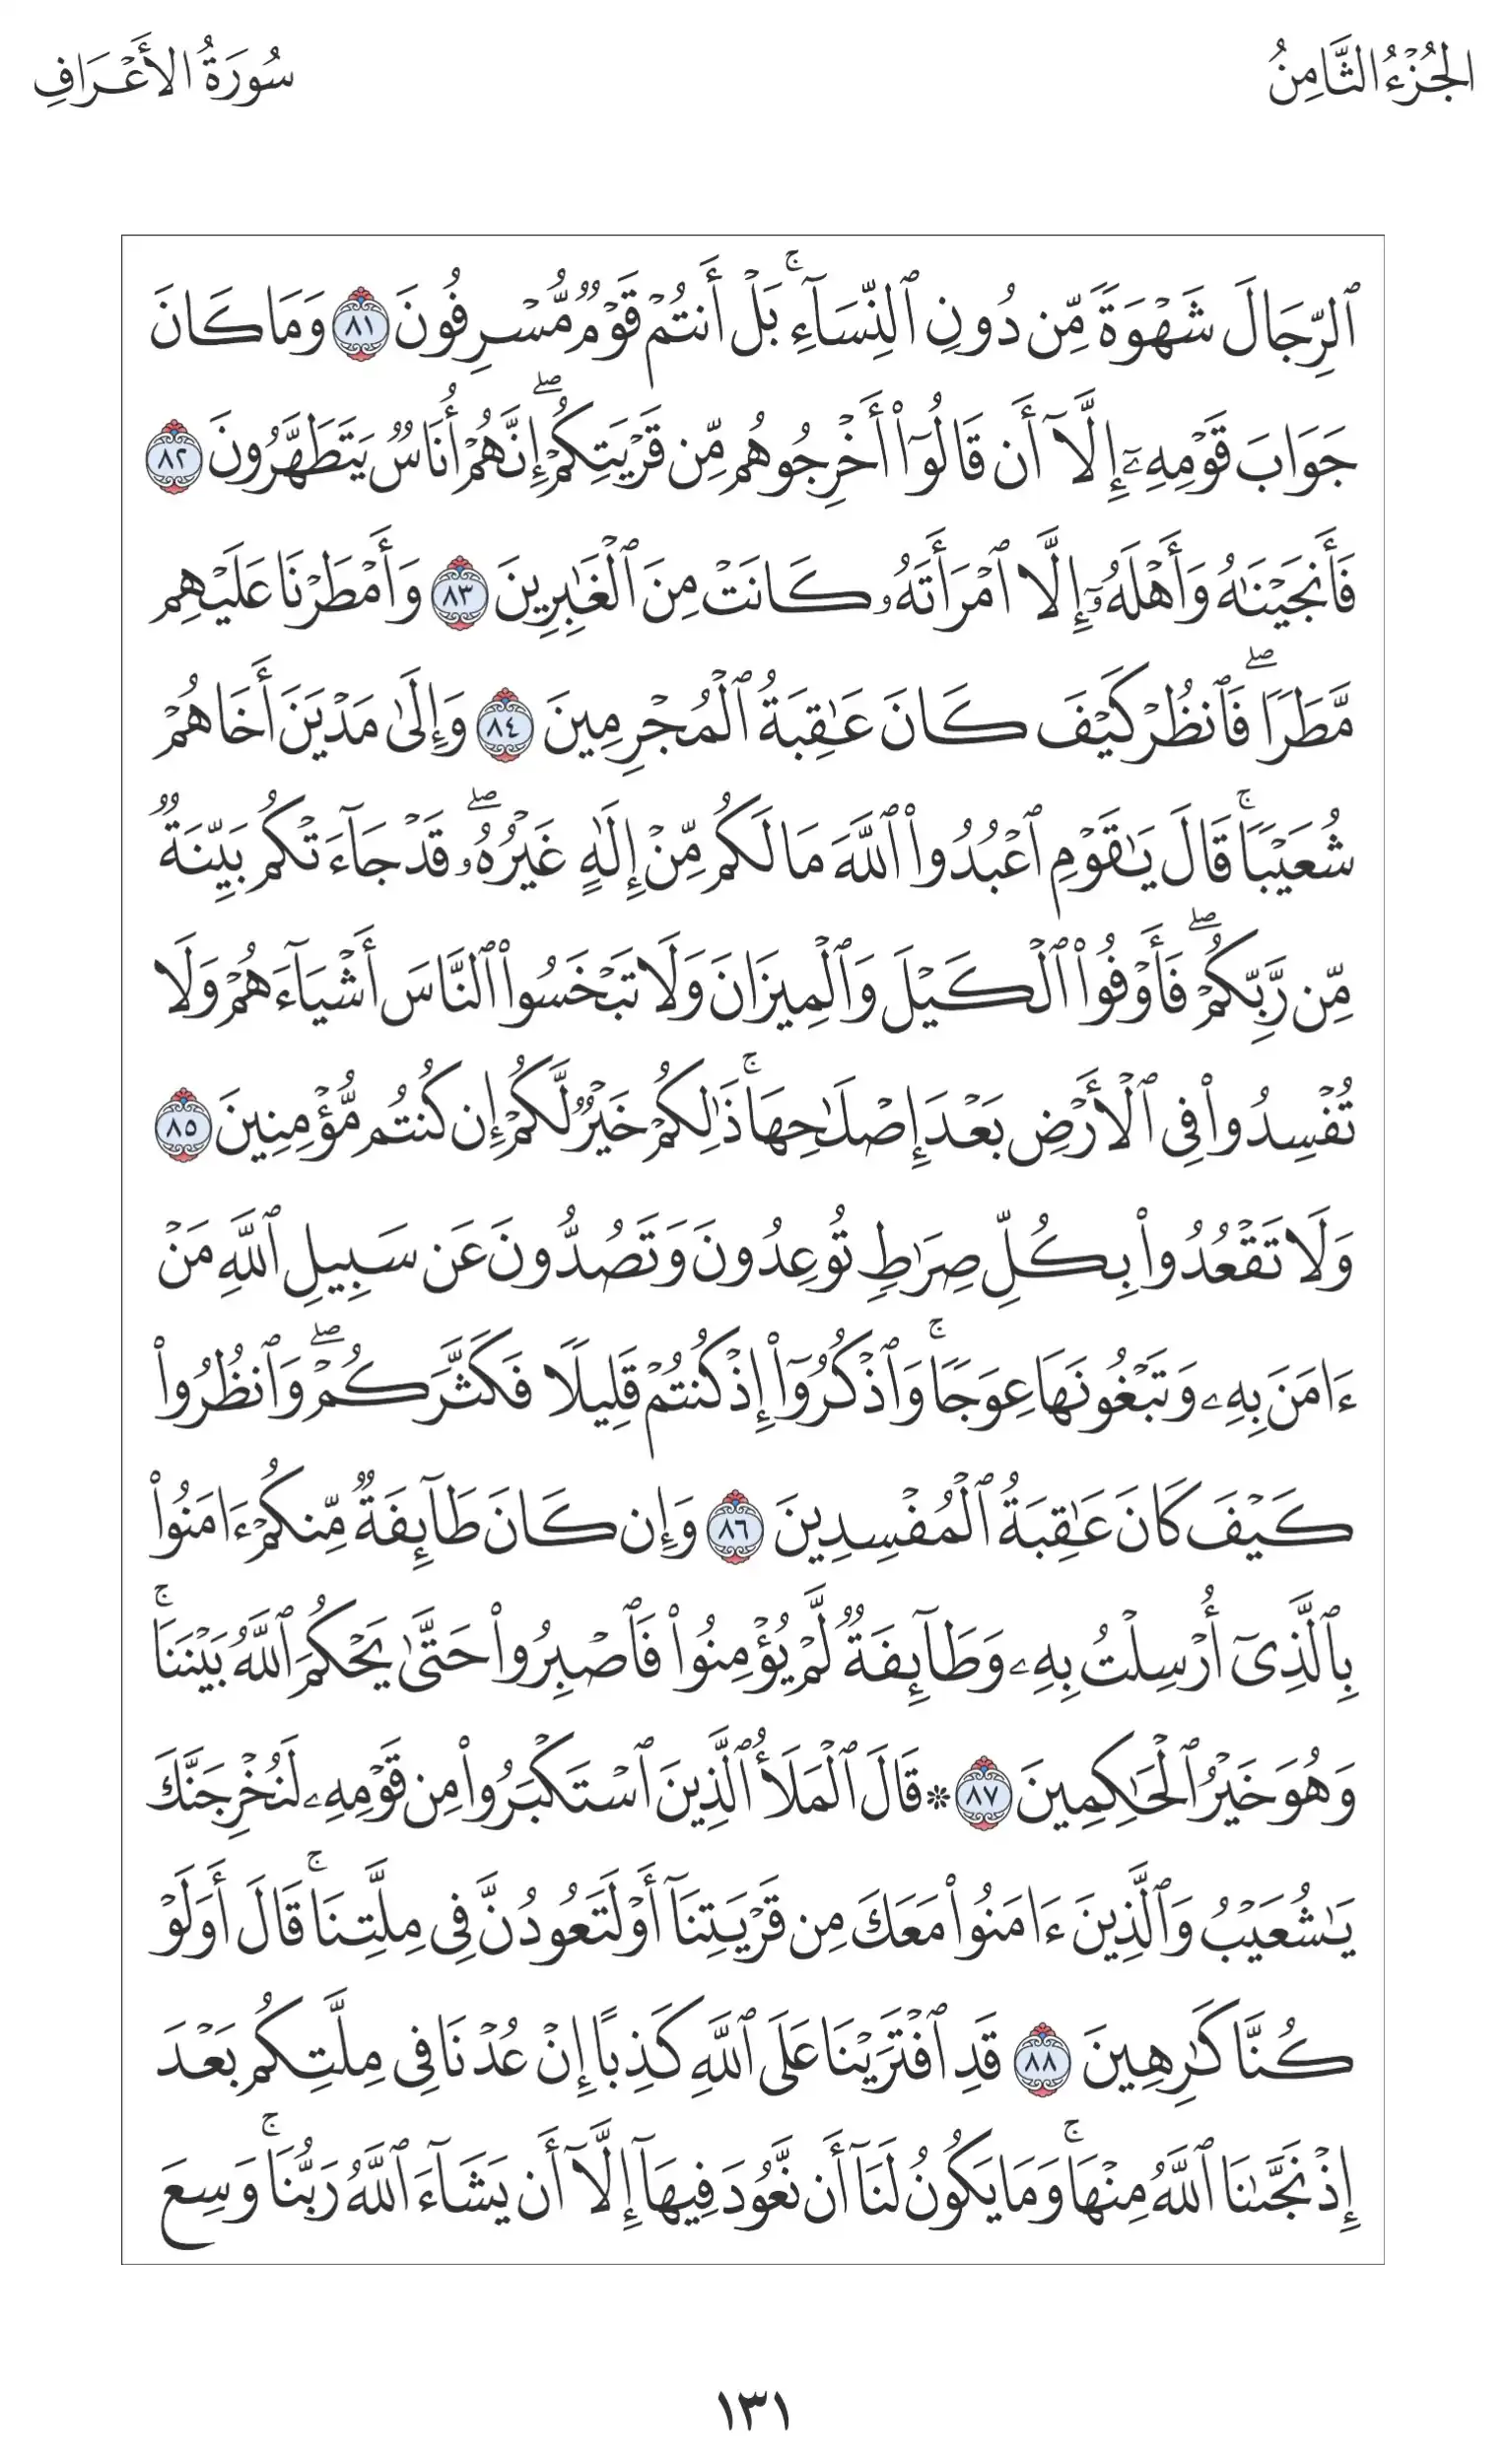 الجُزْءُ الثَّامِنُ
سُورَةُ الأَعْرَافِ
ٱلرِّجَالَ شَهۡوَةٗ مِّن دُونِ ٱلنِّسَآءِۚ بَلۡ أَنتُمۡ قَوۡمٞ مُّسۡرِفُونَ ٨١ وَمَا كَانَ
جَوَابَ قَوۡمِهِۦٓ إِلَّآ أَن قَالُوٓاْ أَخۡرِجُوهُم مِّن قَرۡيَتِكُمۡۖ إِنَّهُمۡ أُنَاسٞ يَتَطَهَّرُونَ ٨٢
فَأَنجَيۡنَٰهُ وَأَهۡلَهُۥٓ إِلَّا ٱمۡرَأَتَهُۥ كَانَتۡ مِنَ ٱلۡغَٰبِرِينَ ٨٣ وَأَمۡطَرۡنَا عَلَيۡهِم
مَّطَرٗاۖ فَٱنظُرۡ كَيۡفَ كَانَ عَٰقِبَةُ ٱلۡمُجۡرِمِينَ ٨٤ وَإِلَىٰ مَدۡيَنَ أَخَاهُمۡ
شُعَيۡبٗاۚ قَالَ يَٰقَوۡمِ ٱعۡبُدُواْ ٱللَّهَ مَا لَكُم مِّنۡ إِلَٰهٍ غَيۡرُهُۥۖ قَدۡ جَآءَتۡكُم بَيِّنَةٞ
مِّن رَّبِّكُمۡۖ فَأَوۡفُواْ ٱلۡكَيۡلَ وَٱلۡمِيزَانَ وَلَا تَبۡخَسُواْ ٱلنَّاسَ أَشۡيَآءَهُمۡ وَلَا
تُفۡسِدُواْ فِي ٱلۡأَرۡضِ بَعۡدَ إِصۡلَٰحِهَاۚ ذَٰلِكُمۡ خَيۡرٞ لَّكُمۡ إِن كُنتُم مُّؤۡمِنِينَ ٨٥
وَلَا تَقۡعُدُواْ بِكُلِّ صِرَٰطٖ تُوعِدُونَ وَتَصُدُّونَ عَن سَبِيلِ ٱللَّهِ مَنۡ
ءَامَنَ بِهِۦ وَتَبۡغُونَهَا عِوَجٗاۚ وَٱذۡكُرُوٓاْ إِذۡ كُنتُمۡ قَلِيلٗا فَكَثَّرَكُمۡۖ وَٱنظُرُواْ
كَيۡفَ كَانَ عَٰقِبَةُ ٱلۡمُفۡسِدِينَ ٨٦ وَإِن كَانَ طَآئِفَةٞ مِّنكُمۡ ءَامَنُواْ
بِٱلَّذِيٓ أُرۡسِلۡتُ بِهِۦ وَطَآئِفَةٞ لَّمۡ يُؤۡمِنُواْ فَٱصۡبِرُواْ حَتَّىٰ يَحۡكُمَ ٱللَّهُ بَيۡنَنَاۚ
وَهُوَ خَيۡرُ ٱلۡحَٰكِمِينَ ٨٧ ۞ قَالَ ٱلۡمَلَأُ ٱلَّذِينَ ٱسۡتَكۡبَرُواْ مِن قَوۡمِهِۦ لَنُخۡرِجَنَّكَ
يَٰشُعَيۡبُ وَٱلَّذِينَ ءَامَنُواْ مَعَكَ مِن قَرۡيَتِنَآ أَوۡ لَتَعُودُنَّ فِي مِلَّتِنَاۚ قَالَ أَوَلَوۡ
كُنَّا كَٰرِهِينَ ٨٨ قَدِ ٱفۡتَرَيۡنَا عَلَى ٱللَّهِ كَذِبًا إِنۡ عُدۡنَا فِي مِلَّتِكُم بَعۡدَ
إِذۡ نَجَّىٰنَا ٱللَّهُ مِنۡهَاۚ وَمَا يَكُونُ لَنَآ أَن نَّعُودَ فِيهَآ إِلَّآ أَن يَشَآءَ ٱللَّهُ رَبُّنَاۚ وَسِعَ
١٣١